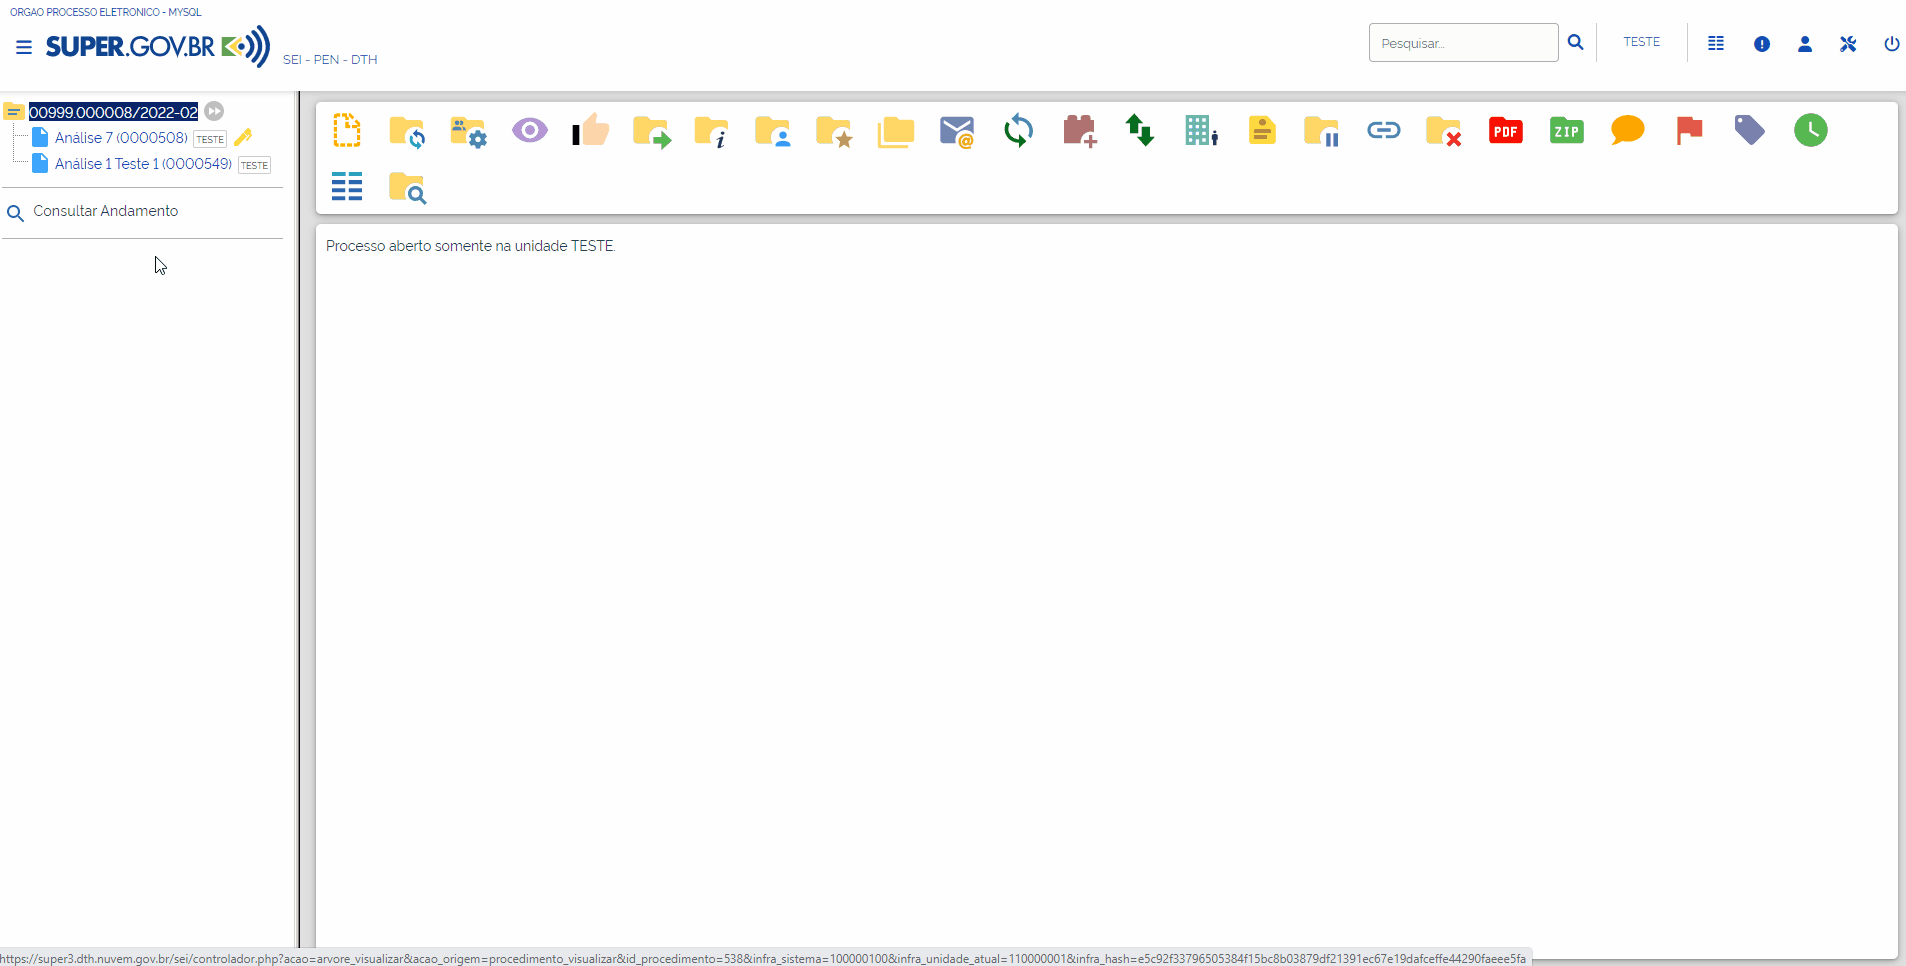 ORGAO PROCESSO ELETRONICO - MYSQL
SUPER.GOV.BR
SEI - PEN - DTH
Pesquisar...
TESTE
00999.000008/2022-02
Análise 7 (0000508) TESTE
Análise 1 Teste 1 (0000549) TESTE
Consultar Andamento
i
@
PDF
ZIP
Processo aberto somente na unidade TESTE.
https://super3.dth.nuvem.gov.br/sei/controlador.php?acao=arvore_visualizar&acao_origem=procedimento_visualizar&id_procedimento=538&infra_sistema=100000100&infra_unidade_atual=110000001&infra_hash=e5c92f33796505384f15bc8b03879df21391ec67e19dafceffe44290faeee5fa